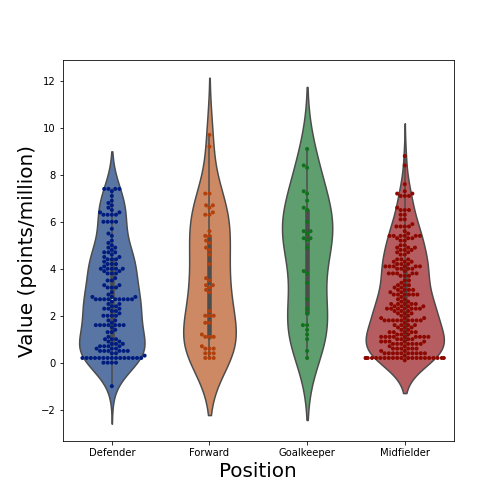 12
10
8
6
4
2
0
−2
Value (points/million)
Defender Forward Goalkeeper Midfielder
Position